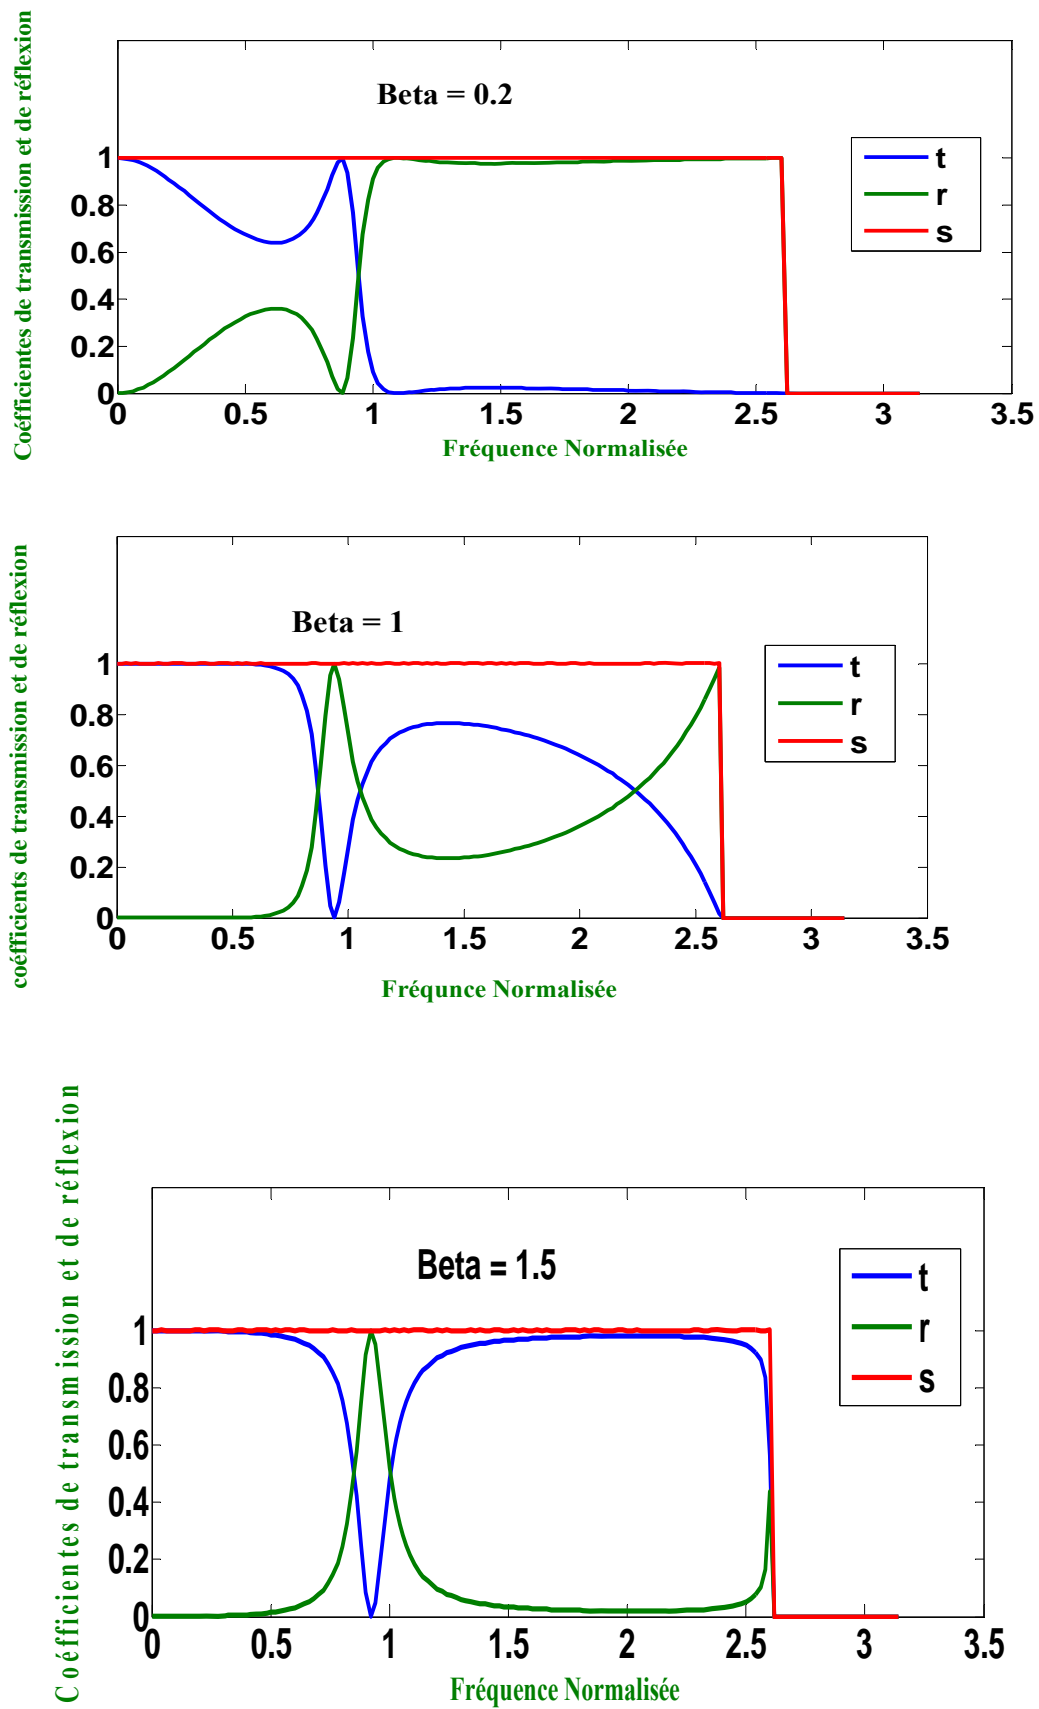 Coéfficientes de transmission et de réflexion
Beta = 0.2
t
r
s
1
0.8
0.6
0.4
0.2
0
0 0.5 1 1.5 2 2.5 3 3.5
Fréquence Normalisée
coéfficients de transmission et de réflexion
Beta = 1
t
r
s
1
0.8
0.6
0.4
0.2
0
0 0.5 1 1.5 2 2.5 3 3.5
Fréqunce Normalisée
Coéfficientes de transmission et de réflexion
Beta = 1.5
t
r
s
1
0.8
0.6
0.4
0.2
0
0 0.5 1 1.5 2 2.5 3 3.5
Fréquence Normalisée